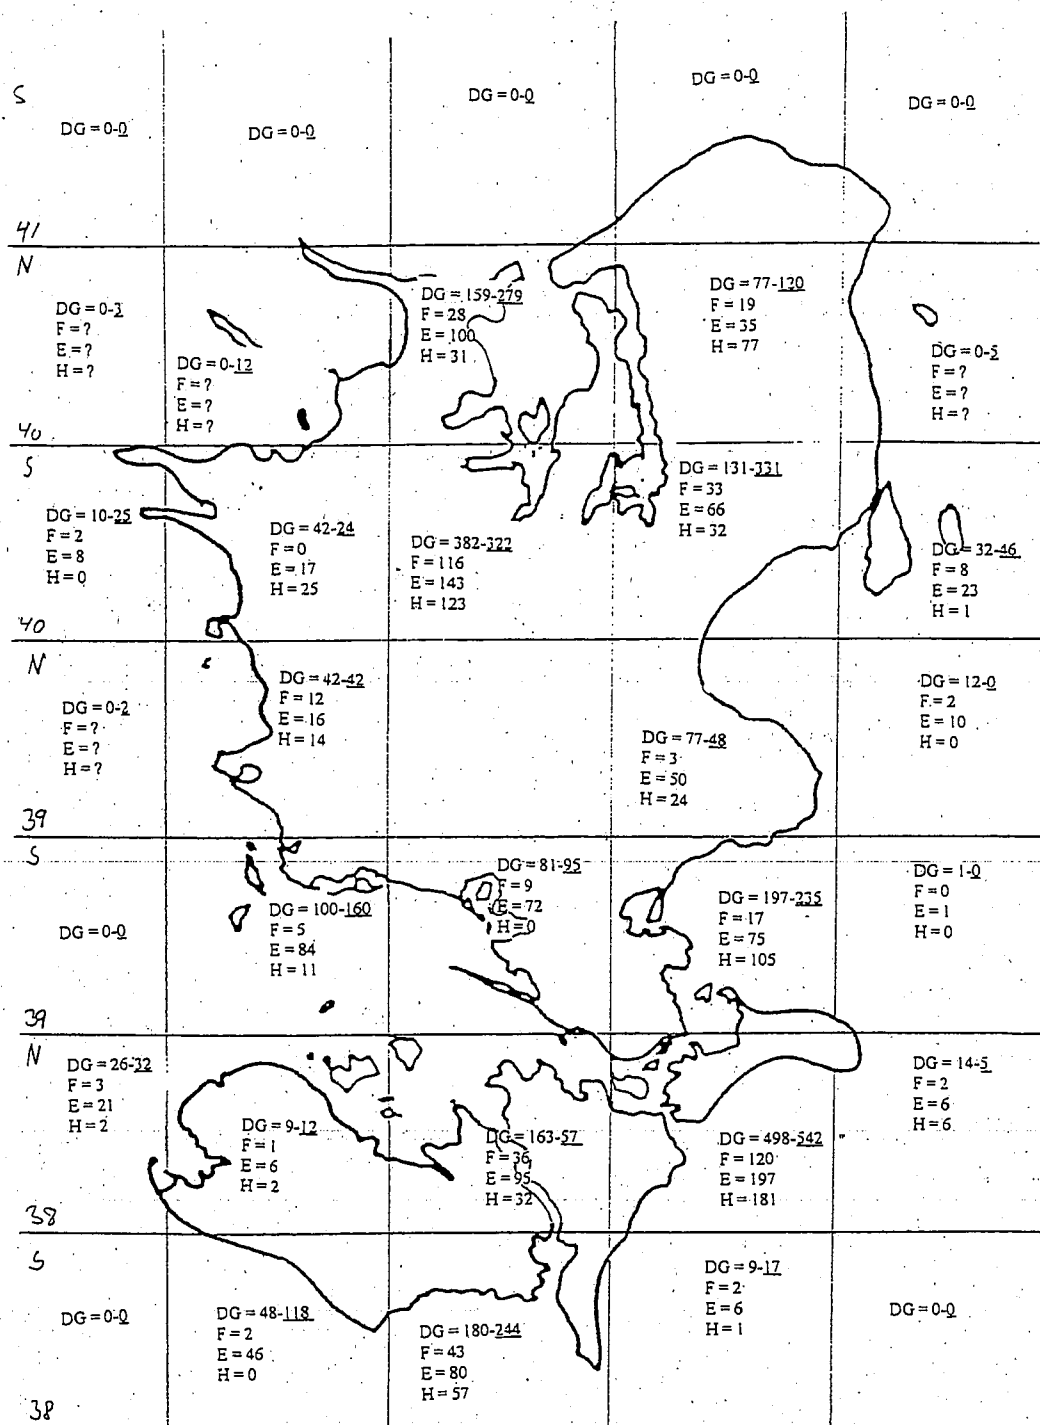 S
DG = 0-0
DG = 0-0
DG = 0-0
DG = 0-0
DG = 0-0
41
N
DG = 0-3
F = ?
E = ?
H = ?
DG = 0-12
F = ?
E = ?
H = ?
DG = 159-279
F = 28
E = 100
H = 31
DG = 77-120
F = 19
E = 35
H = 77
DG = 0-5
F = ?
E = ?
H = ?
40
S
DG = 10-25
F = 2
E = 8
H = 0
DG = 42-24
F = 0
E = 17
H = 25
DG = 382-322
F = 116
E = 143
H = 123
DG = 131-331
F = 33
E = 66
H = 32
DG = 32-46
F = 8
E = 23
H = 1
40
N
DG = 0-2
F = ?
E = ?
H = ?
DG = 42-42
F = 12
E = 16
H = 14
DG = 77-48
F = 3
E = 50
H = 24
DG = 12-0
F = 2
E = 10
H = 0
39
S
DG = 0-0
DG = 100-160
F = 5
E = 84
H = 11
DG = 81-95
F = 9
E = 72
H = 0
DG = 197-235
F = 17
E = 75
H = 105
DG = 1-0
F = 0
E = 1
H = 0
39
N
DG = 26-32
F = 3
E = 21
H = 2
DG = 9-12
F = 1
E = 6
H = 2
DG = 163-57
F = 36
E = 95
H = 32
DG = 498-542
F = 120
E = 197
H = 181
DG = 14-5
F = 2
E = 6
H = 6
38
S
DG = 0-0
DG = 48-118
F = 2
E = 46
H = 0
DG = 180-244
F = 43
E = 80
H = 57
DG = 9-17
F = 2
E = 6
H = 1
DG = 0-0
38